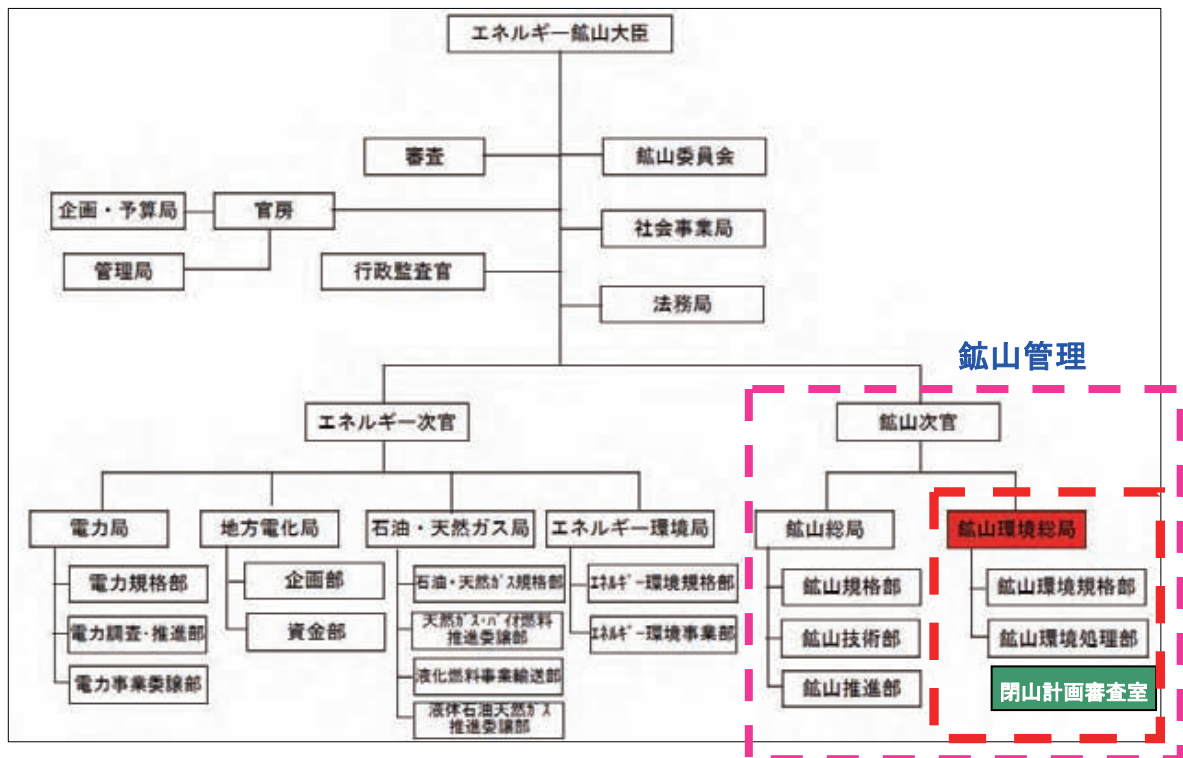 エネルギー鉱山大臣
審査
鉱山委員会
企画・予算局
官房
社会事業局
管理局
行政監査官
法務局
鉱山管理
エネルギー次官
鉱山次官
電力局
地方電化局
石油・天然ガス局
エネルギー環境局
鉱山総局
鉱山環境総局
電力規格部
電力調査・推進部
電力事業委譲部
企画部
資金部
石油・天然ｶﾞｽ規格部
天然ｶﾞｽ・ﾊﾞｲｵ燃料
推進委譲部
液化燃料事業輸送部
液体石油天然ｶﾞｽ
推進委譲部
ｴﾈﾙｷﾞｰ環境規格部
ｴﾈﾙｷﾞｰ環境事業部
鉱山規格部
鉱山技術部
鉱山推進部
鉱山環境規格部
鉱山環境処理部
閉山計画審査室